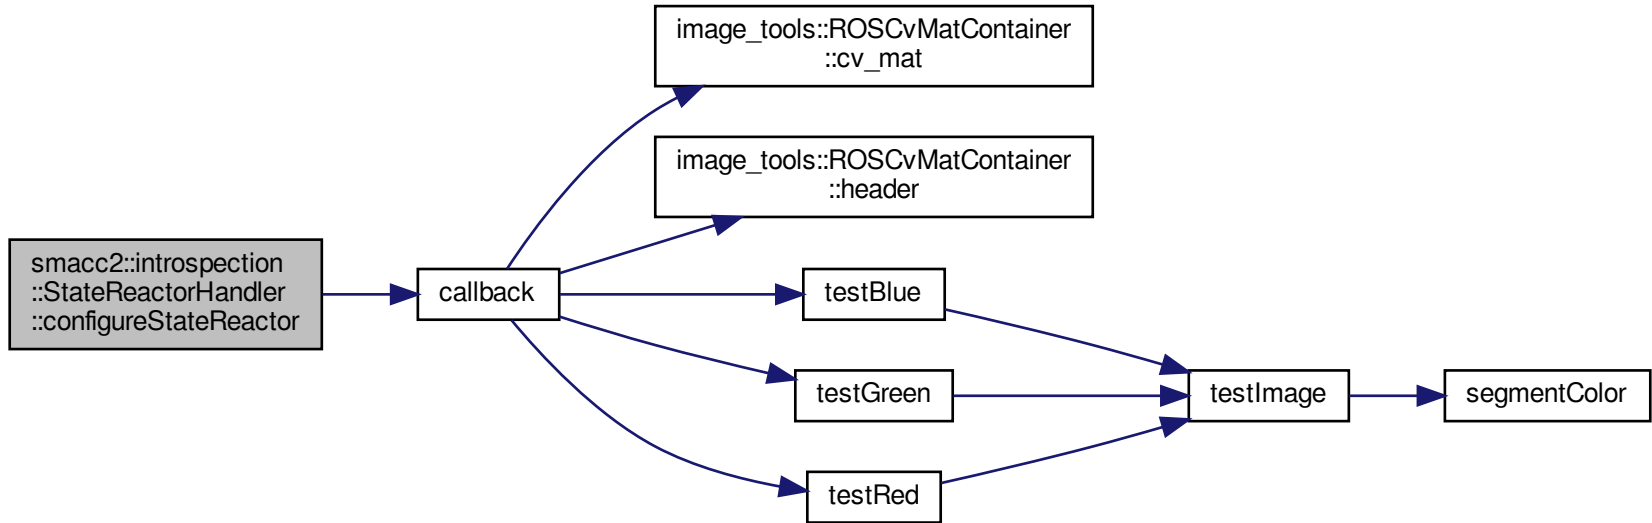 image_tools::ROSCvMatContainer
::cv_mat
image_tools::ROSCvMatContainer
::header
smacc2::introspection
::StateReactorHandler
::configureStateReactor
callback
testBlue
testGreen
testImage
segmentColor
testRed